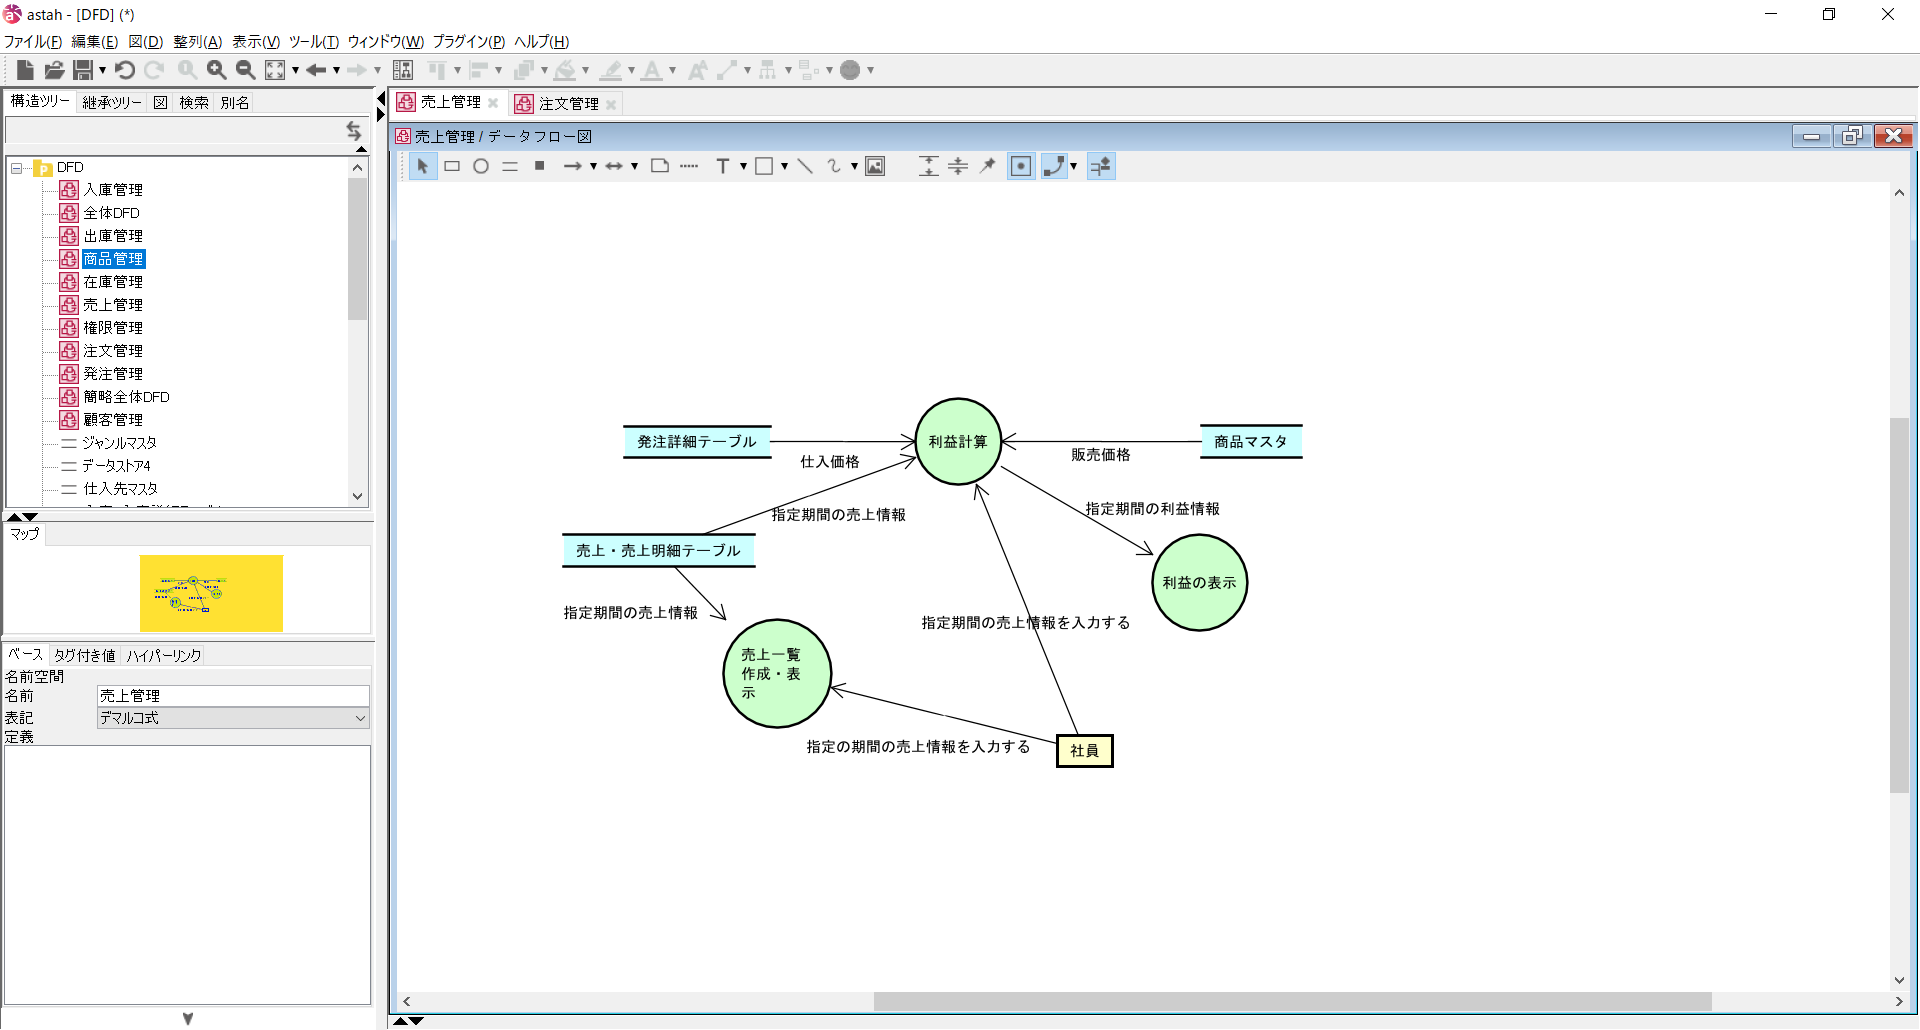 astah - [DFD] (*)
ファイル(F) 編集(E) 図(D) 整列(A) 表示(V) ツール(T) ウィンドウ(W) プラグイン(P) ヘルプ(H)
構造ツリー 継承ツリー 図 検索 別名
DFD
入庫管理
全体DFD
出庫管理
商品管理
在庫管理
売上管理
権限管理
注文管理
発注管理
簡略全体DFD
顧客管理
ジャンルマスタ
データストア4
仕入先マスタ
マップ
ベース タグ付き値 ハイパーリンク
名前空間
名前 売上管理
表記 デマルコ式
定義
売上管理 注文管理
売上管理 / データフロー図
発注詳細テーブル
利益計算
商品マスタ
仕入価格
販売価格
指定期間の売上情報
指定期間の利益情報
売上・売上明細テーブル
利益の表示
指定期間の売上情報
指定期間の売上情報を入力する
売上一覧
作成・表
示
指定の期間の売上情報を入力する
社員